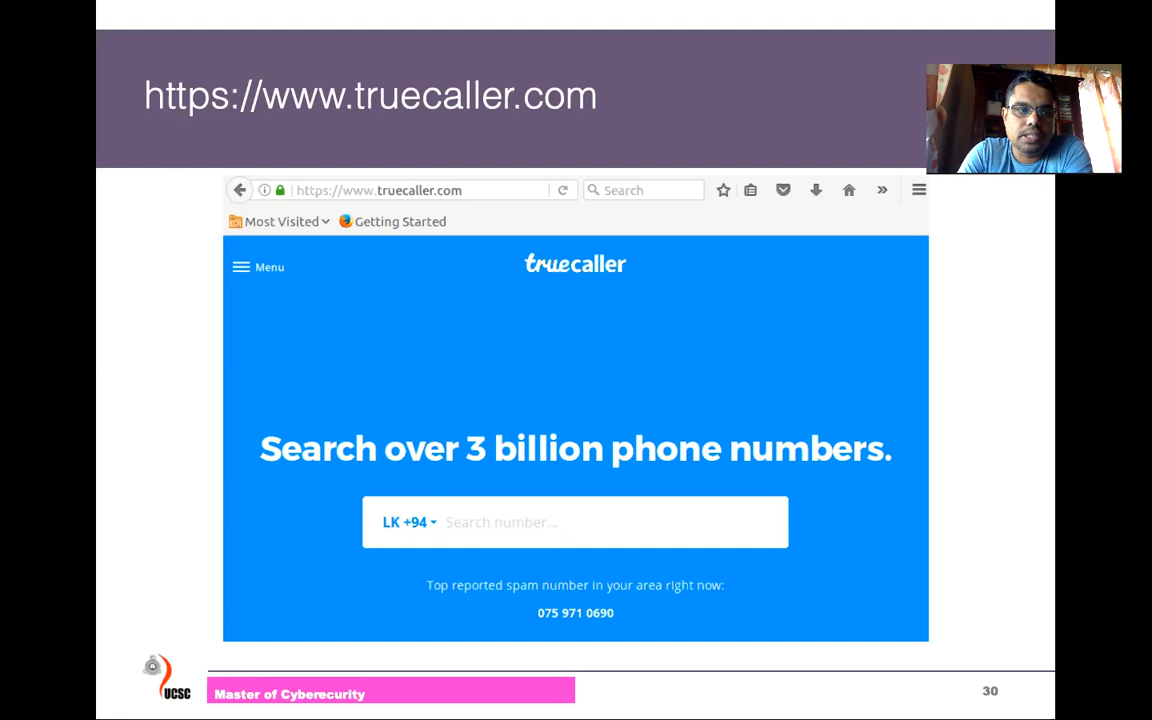 https://www.truecaller.com
https://www.truecaller.com
Search
Most Visited
Getting Started
Menu
truecaller
Search over 3 billion phone numbers.
LK +94 Search number...
Top reported spam number in your area right now:
075 971 0690
UCSC
Master of Cyberecurity
30